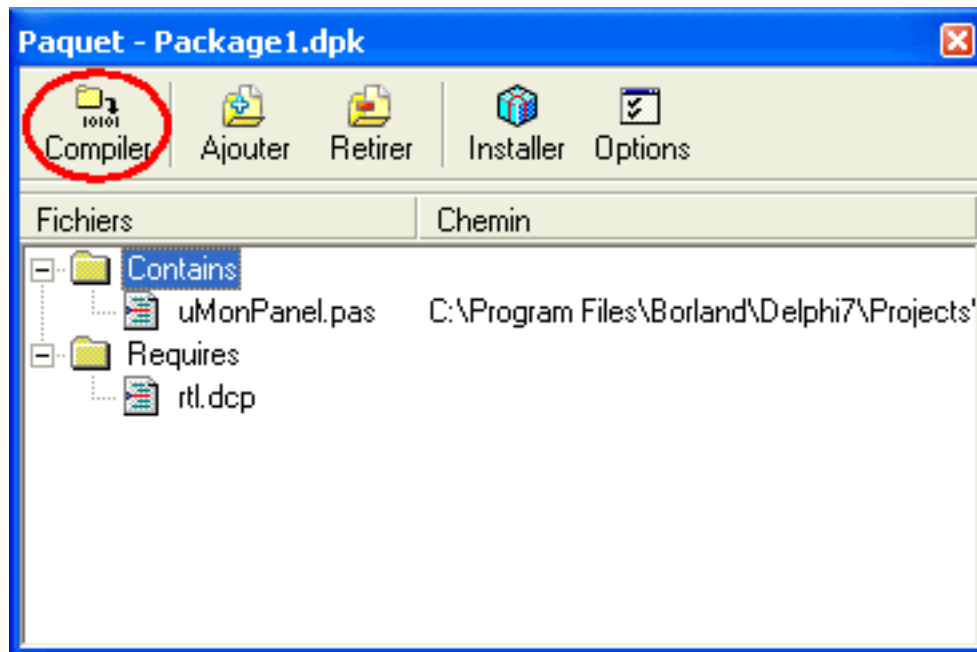 Paquet - Package1.dpk
10101
Compiler Ajouter Retirer Installer Options
Fichiers Chemin
Contains
uMonPanel.pas C:\Program Files\Borland\Delphi7\Projects\
Requires
rtl.dcp